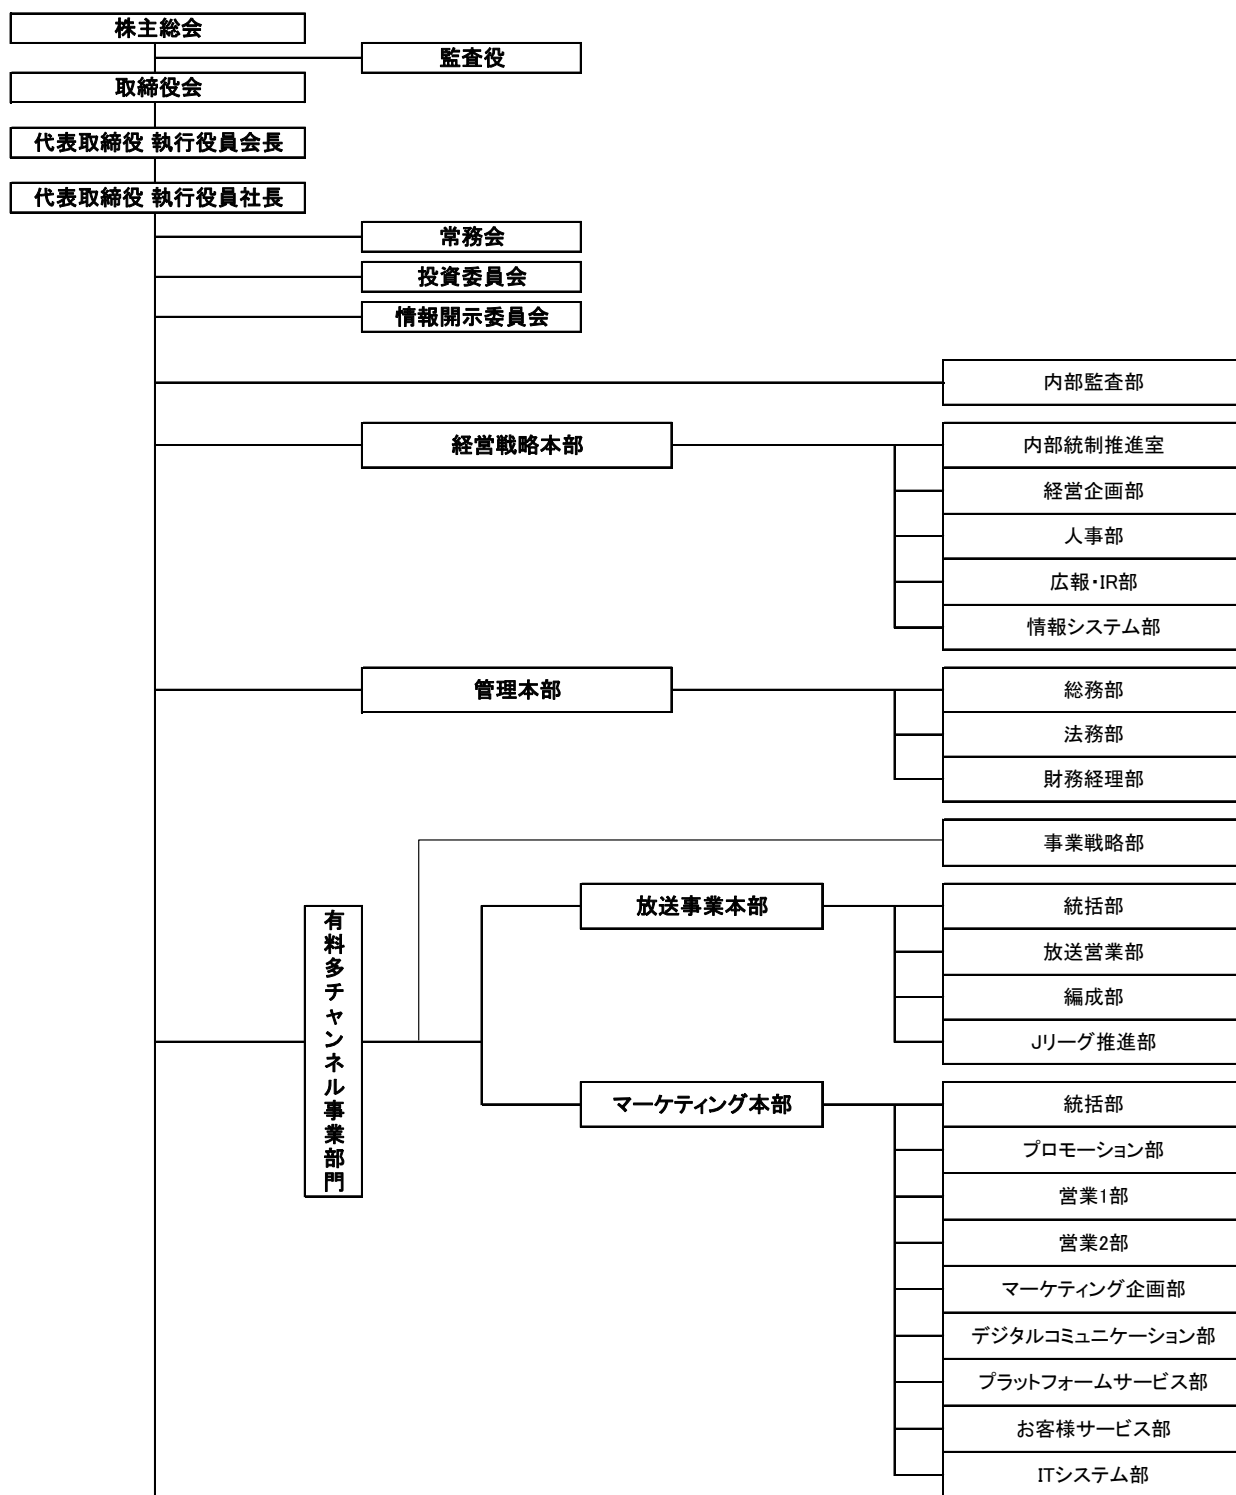 株主総会
監査役
取締役会
代表取締役 執行役員会長
代表取締役 執行役員社長
常務会
投資委員会
情報開示委員会
内部監査部
経営戦略本部
内部統制推進室
経営企画部
人事部
広報・IR部
情報システム部
管理本部
総務部
法務部
財務経理部
事業戦略部
有料多チャンネル事業部門
放送事業本部
統括部
放送営業部
編成部
Jリーグ推進部
マーケティング本部
統括部
プロモーション部
営業1部
営業2部
マーケティング企画部
デジタルコミュニケーション部
プラットフォームサービス部
お客様サービス部
ITシステム部